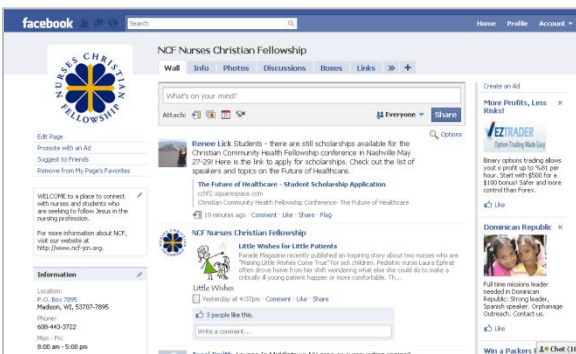 facebook
Search
Home Profile Account
NURSES CHRISTIAN FELLOWSHIP
Edit Page
Promote with an Ad
Suggest to Friends
Remove from My Page's Favorites
WELCOME to a place to connect
with nurses and students who
are seeking to follow Jesus in the
nursing profession.
For more information about NCF,
visit our website at
http://www.ncf-jcn.org.
Information
Location:
P.O. Box 7895
Madison, WI, 53707-7895
Phone:
608-443-3722
Mon - Fri:
8:00 am - 5:00 pm
NCF Nurses Christian Fellowship
Wall Info Photos Discussions Boxes Links » +
What's on your mind?
Attach: Everyone Share
Options
Renee Lick Students - there are still scholarships available for the
Christian Community Health Fellowship conference in Nashville May
27-29! Here is the link to apply for scholarships. Check out the list of
speakers and topics on the Future of Healthcare.
The Future of Healthcare - Student Scholarship Application
cchf2.squarespace.com
Christian Community Health Fellowship Conference- The Future of Healthcare
19 minutes ago · Comment · Like · Share · Flag
NCF Nurses Christian Fellowship
Little Wishes for Little Patients
Parade Magazine recently published an inspiring story about two nurses who are
"Making Little Wishes Come True" for sick children. Pediatric nurse Laura
often drove home from her shift wondering what else she could do to make a
critically ill young patient happier or more comfortable. Th...
Little Wishes
Yesterday at 4:37pm · Comment · Like · Share
3 people like this.
Write a comment...
Create an Ad
More Profits, Less
Risks! ×
EZTRADER
Option Trading Made Easy
Binary options trading allows
yout o profit up to %81 per
hour. Start with $500 for a
$100 bonus! Safer and more
control than Forex.
Like
Dominican Republic ×
Full time missions leader
needed in Dominican
Republic: Strong leader,
Spanish speaker. Orphanage
Outreach. Contact us.
Like
Win a Packers
Chat (10